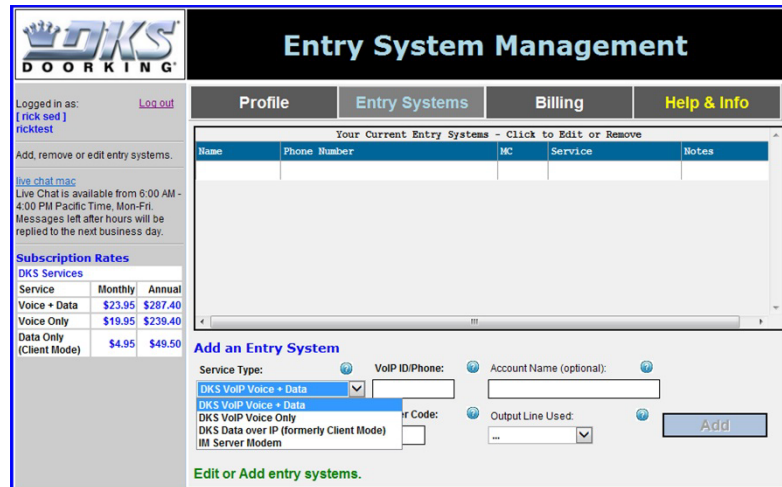 DKS
DOORKING
Entry System Management
Logged in as: Log out
[ rick sed ]
ricktest
Add, remove or edit entry systems.
live chat mac
Live Chat is available from 6:00 AM -
4:00 PM Pacific Time, Mon-
Fri.
Messages left after hours will be
replied to the next business day.
Subscription Rates
DKS Services
Service Monthly Annual
Voice + Data $23.95 $287.40
Voice Only $19.95 $239.40
Data Only
(Client Mode) $4.95 $49.50
Profile Entry Systems Billing Help & Info
Your Current Entry Systems - Click to Edit or Remove
Name Phone Number MC Service Notes
Add an Entry System
Service Type: ? VoIP ID/Phone: ? Account Name (optional): ?
DKS VoIP Voice + Data
DKS VoIP Voice + Data
DKS VoIP Voice Only
DKS Data over IP (formerly Client Mode)
IM Server Modem
er Code: ? Output Line Used: ?
...
Add
Edit or Add entry systems.